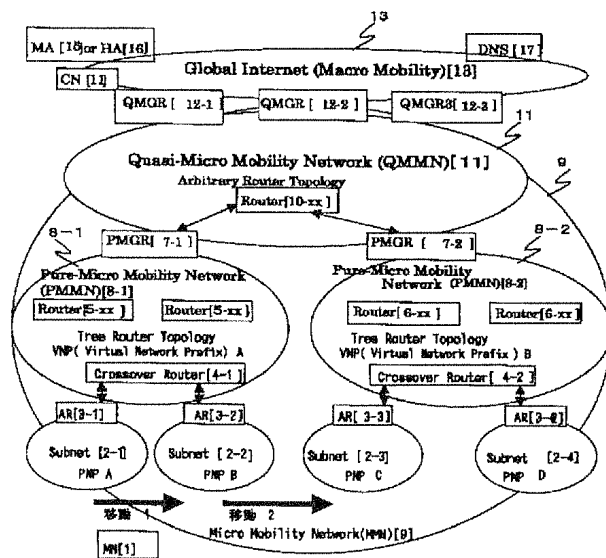 13
MA [15]or HA[16]
DNS [17]
Global Internet (Macro Mobility)[13]
CN [11]
QMGR[ 12-1]
QMGR [ 12-2]
QMGR3[ 12-3]
11
Quasi-Micro Mobility Network (QMMN)[11]
9
Arbitrary Router Topology
Router[10-xx]
8-1
8-2
PMGR[ 7-1]
PMGR [ 7-2]
Pure-Micro Mobility Network
(PMMN)[8-1]
Pure-Micro Mobility
Network (PMMN)[8-2]
Router[5-xx]
Router[5-xx]
Router[ 6-xx]
Router[6-xx]
Tree Router Topology
VNP( Virtual Network Prefix) A
Tree Router Topology
VNP(Virtual Network Prefix) B
Crossover Router[4-1]
Crossover Router[ 4-2]
AR[3-1]
AR[3-2]
AR[ 3-3]
Subnet [2-1]
PNP A
Subnet [ 2-2]
PNP B
Subnet [ 2-3]
PNP C
Subnet [2-4]
PNP D
移動 1
移動 2
Micro Mobility Network(MMN)[9]
MN[1]